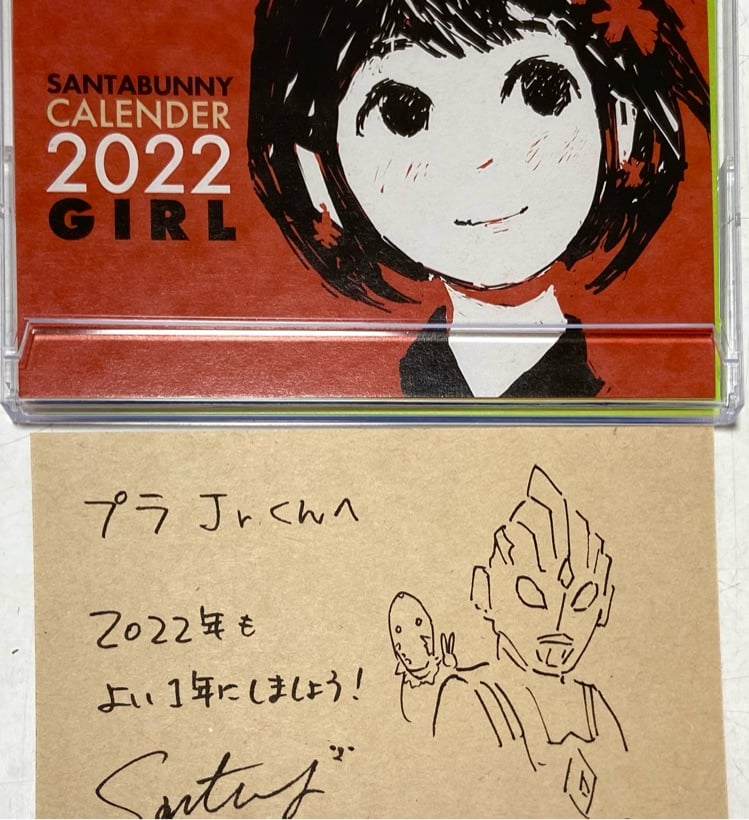 SANTABUNNY
CALENDER
2022
GIRL
プラ Jrくんへ
2022年も
よい1年にしましょう!